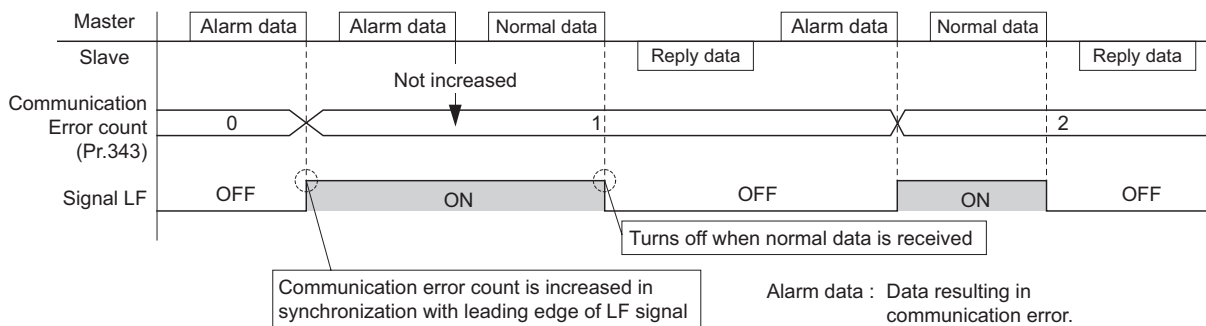 Master
Alarm data
Alarm data
Normal data
Alarm data
Normal data
Slave
Reply data
Reply data
Not increased
Communication
Error count
(Pr.343)
0
1
2
Signal LF
OFF
ON
OFF
ON
OFF
Turns off when normal data is received
Communication error count is increased in
synchronization with leading edge of LF signal
Alarm data : Data resulting in
communication error.